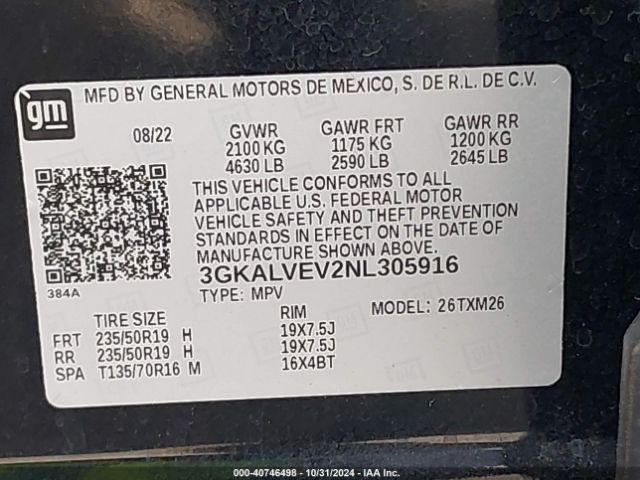 gm
MFD BY GENERAL MOTORS DE MEXICO, S. DE R.L. DE C.V.
08/22
GVWR GAWR FRT GAWR RR
2100 KG 1175 KG 1200 KG
4630 LB 2590 LB 2645 LB
THIS VEHICLE CONFORMS TO ALL
APPLICABLE U.S. FEDERAL MOTOR
VEHICLE SAFETY AND THEFT PREVENTION
STANDARDS IN EFFECT ON THE DATE OF
MANUFACTURE SHOWN ABOVE.
384A
3GKALVEV2NL305916
TYPE: MPV MODEL: 26TXM26
TIRE SIZE RIM
FRT 235/50R19 H 19X7.5J
RR 235/50R19 H 19X7.5J
SPA T135/70R16 M 16X4BT
000-40746498 - 10/31/2024 - IAA Inc.